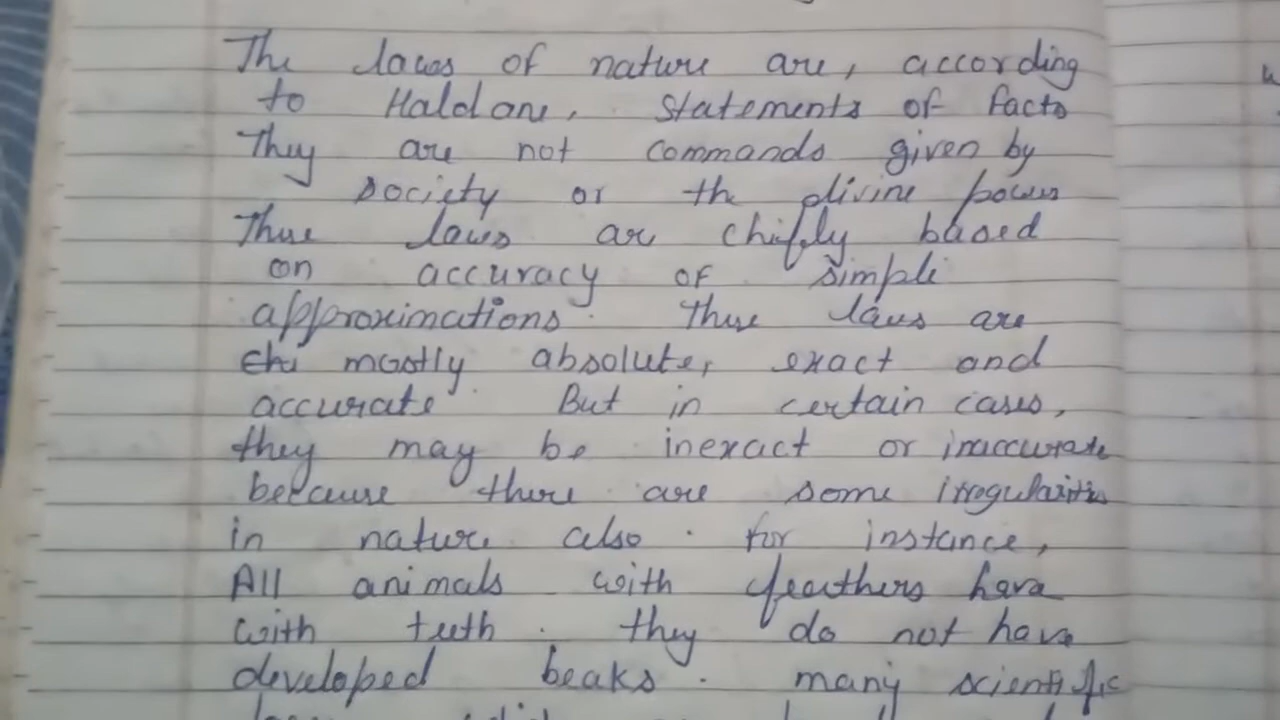 The laws of nature are, according
to Haldane, statements of facts
They are not commands given by
society or the divine power
These laws are chiefly based
on accuracy of simple
approximations. These laws are
mostly absolute, exact and
accurate. But in certain cases,
they may be inexact or inaccurate
because there are some irregularities
in nature also. for instance,
All animals with feathers have
with teeth. they do not have
developed beaks. many scientific